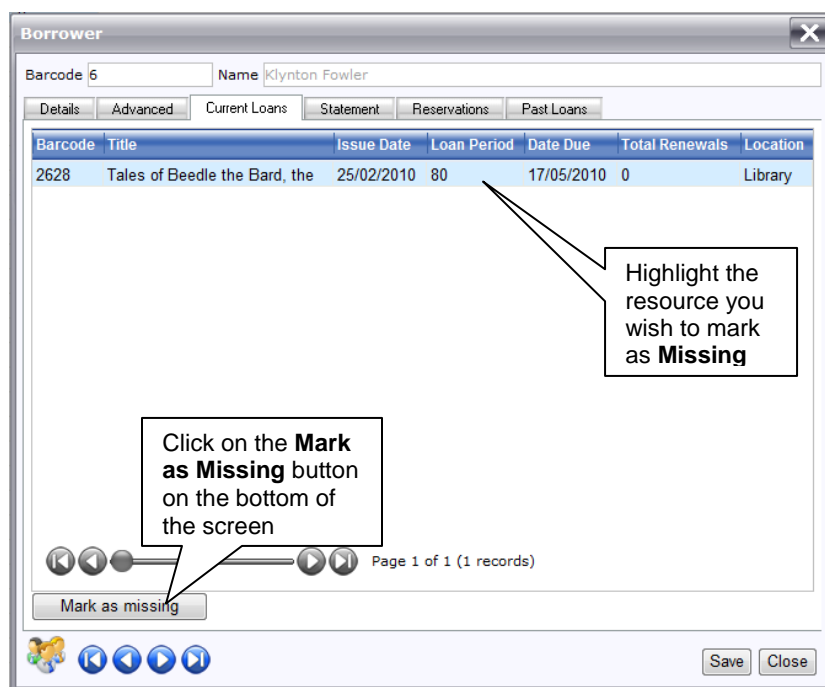 Borrower
Barcode 6 Name Klynton Fowler
Details Advanced Current Loans Statement Reservations Past Loans
Barcode Title Issue Date Loan Period Date Due Total Renewals Location
2628 Tales of Beedle the Bard, the 25/02/2010 80 17/05/2010 0 Library
Highlight the
resource you
wish to mark
as Missing
Click on the Mark
as Missing button
on the bottom of
the screen
Page 1 of 1 (1 records)
Mark as missing
Save Close